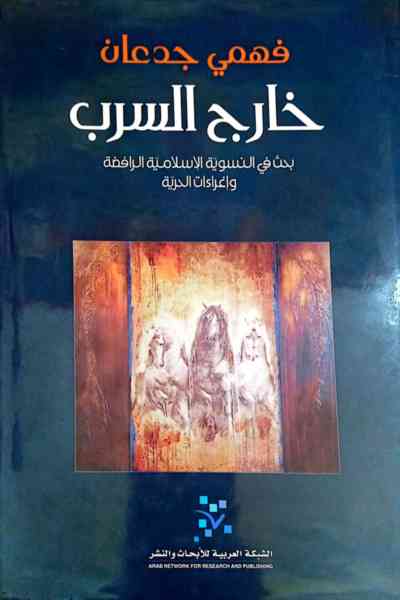 فهمي جدعان
خارج السرب
بحث في النسوية الإسلامية الرافضة
وإغراءات الحرية
الشبكة العربية للأبحاث والنشر
ARAB NETWORK FOR RESEARCH AND PUBLISHING